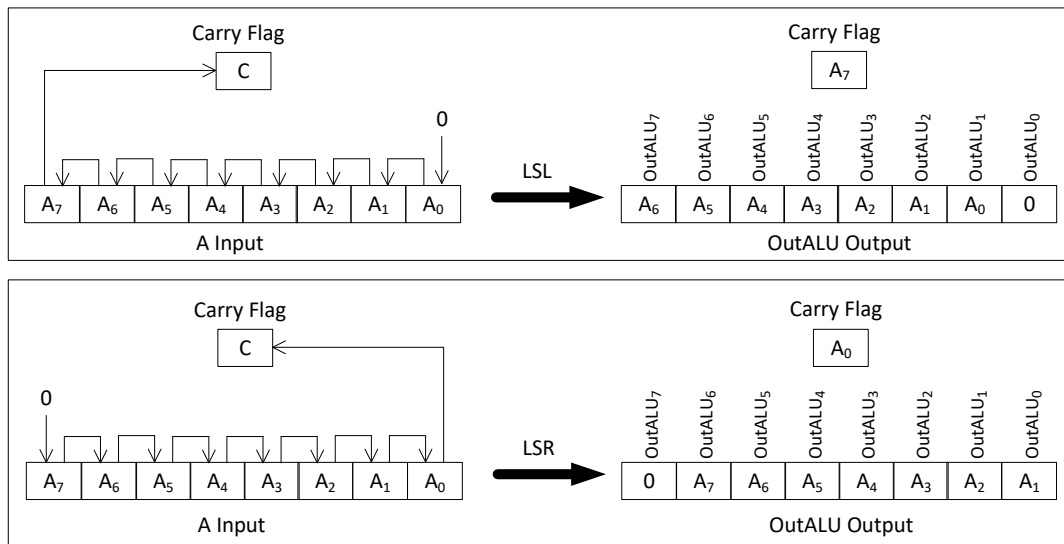 Carry Flag
C
0
A₇ A₆ A₅ A₄ A₃ A₂ A₁ A₀
A Input
LSL
Carry Flag
A₇
OutALU₇ OutALU₆ OutALU₅ OutALU₄ OutALU₃ OutALU₂ OutALU₁ OutALU₀
A₆ A₅ A₄ A₃ A₂ A₁ A₀ 0
OutALU Output
Carry Flag
C
0
A₇ A₆ A₅ A₄ A₃ A₂ A₁ A₀
A Input
LSR
Carry Flag
A₀
OutALU₇ OutALU₆ OutALU₅ OutALU₄ OutALU₃ OutALU₂ OutALU₁ OutALU₀
0 A₇ A₆ A₅ A₄ A₃ A₂ A₁
OutALU Output